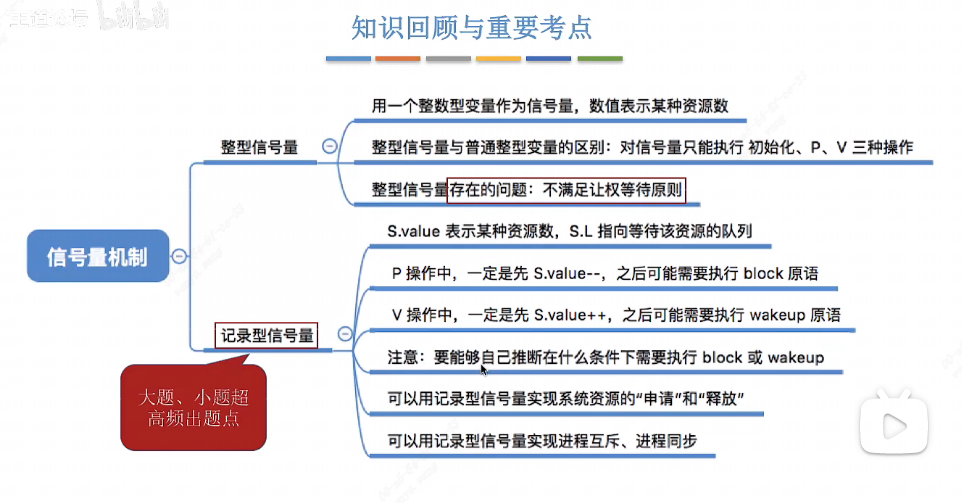 bilibili
知识回顾与重要考点
用一个整数型变量作为信号量，数值表示某种资源数
整型信号量
整型信号量与普通整型变量的区别：对信号量只能执行 初始化、P、V 三种操作
整型信号量存在的问题：不满足让权等待原则
信号量机制
S.value 表示某种资源数，S.L 指向等待该资源的队列
P 操作中，一定是先 S.value--，之后可能需要执行 block 原语
V 操作中，一定是先 S.value++，之后可能需要执行 wakeup 原语
记录型信号量
注意：要能够自己推断在什么条件下需要执行 block 或 wakeup
大题、小题超
高频出题点
可以用记录型信号量实现系统资源的“申请”和“释放”
可以用记录型信号量实现进程互斥、进程同步